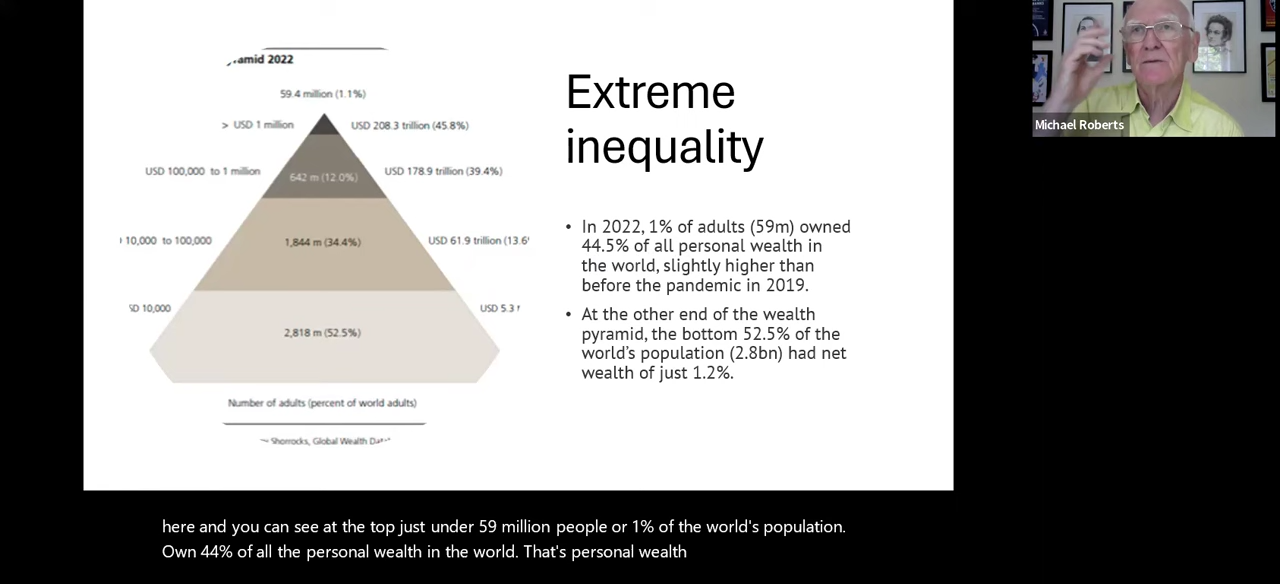 ramid 2022
59.4 million (1.1%)
> USD 1 million
USD 208.3 trillion (45.8%)
USD 100,000 to 1 million
642 m (12.0%)
USD 178.9 trillion (39.4%)
10,000 to 100,000
1,844 m (34.4%)
USD 61.9 trillion (13.6
SD 10,000
USD 5.3 t
2,818 m (52.5%)
Number of adults (percent of world adults)
Shorrocks, Global Wealth Dat
Extreme
inequality
• In 2022, 1% of adults (59m) owned
44.5% of all personal wealth in
the world, slightly higher than
before the pandemic in 2019.
• At the other end of the wealth
pyramid, the bottom 52.5% of the
world's population (2.8bn) had net
wealth of just 1.2%.
Michael Roberts
here and you can see at the top just under 59 million people or 1% of the world's population.
Own 44% of all the personal wealth in the world. That's personal wealth